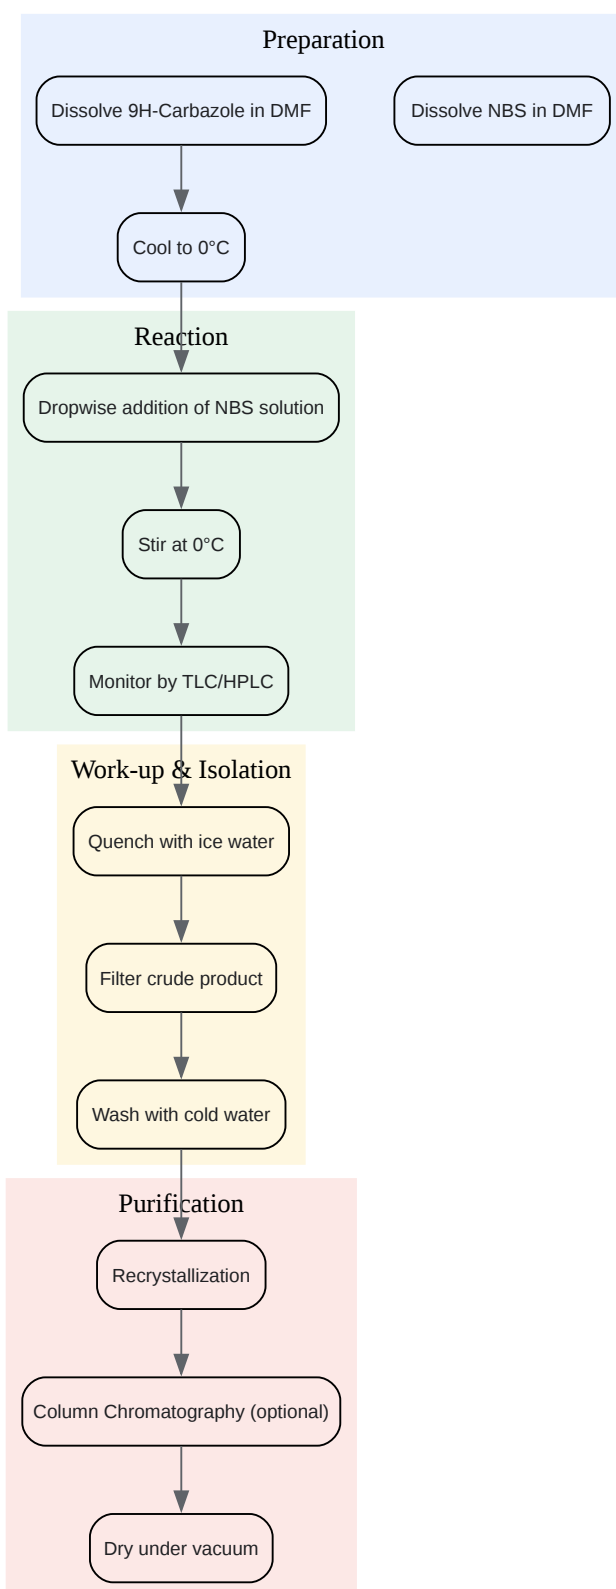 Preparation
Dissolve 9H-Carbazole in DMF
Dissolve NBS in DMF
Cool to 0°C
Reaction
Dropwise addition of NBS solution
Stir at 0°C
Monitor by TLC/HPLC
Work-up & Isolation
Quench with ice water
Filter crude product
Wash with cold water
Purification
Recrystallization
Column Chromatography (optional)
Dry under vacuum